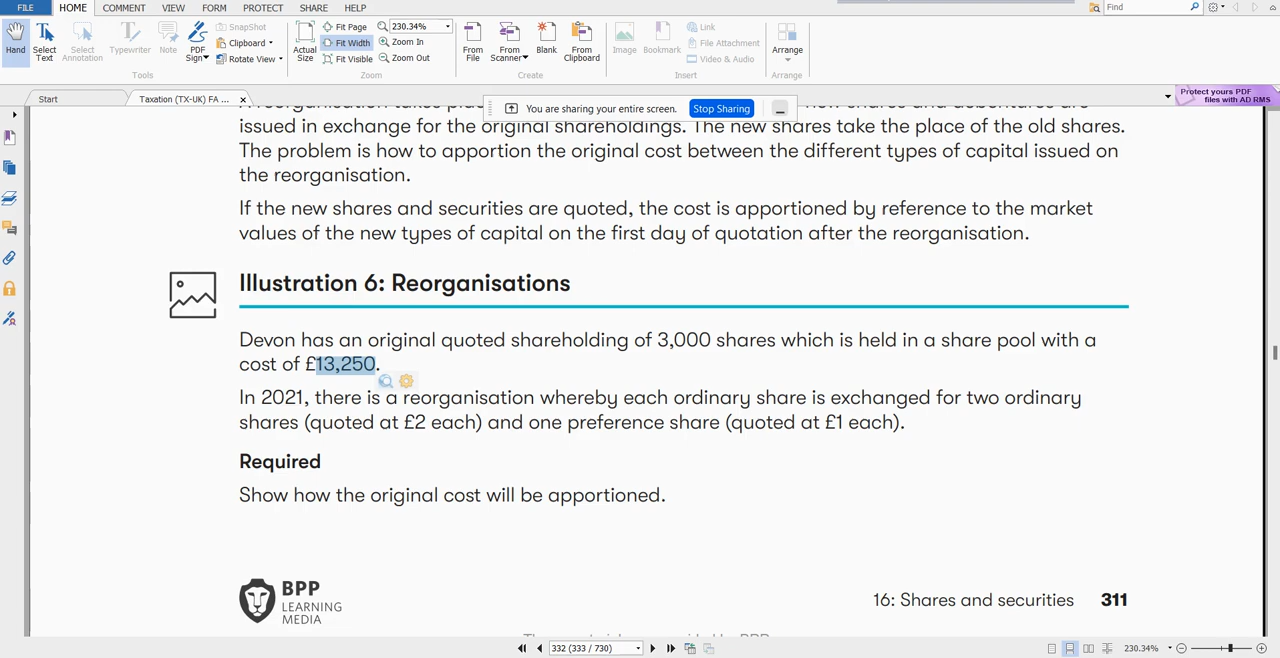 FILE HOME COMMENT VIEW FORM PROTECT SHARE HELP Find
SnapShot Fit Page 230.34% Link
Clipboard Fit Width Zoom In File Attachment
Rotate View Fit Visible Zoom Out Video & Audio
Hand Select Text Select Annotation Typewriter Note PDF Sign Actual Size From File From Scanner Blank From Clipboard Image Bookmark Arrange
Tools Zoom Create Insert Arrange
Start Taxation (TX-UK) FA ... Protect yours PDF files with AD RMS
You are sharing your entire screen. Stop Sharing
issued in exchange for the original shareholdings. The new shares take the place of the old shares.
The problem is how to apportion the original cost between the different types of capital issued on
the reorganisation.
If the new shares and securities are quoted, the cost is apportioned by reference to the market
values of the new types of capital on the first day of quotation after the reorganisation.
Illustration 6: Reorganisations
Devon has an original quoted shareholding of 3,000 shares which is held in a share pool with a
cost of £13,250.
In 2021, there is a reorganisation whereby each ordinary share is exchanged for two ordinary
shares (quoted at £2 each) and one preference share (quoted at £1 each).
Required
Show how the original cost will be apportioned.
BPP
LEARNING
MEDIA
16: Shares and securities 311
332 (333 / 730) 230.34%